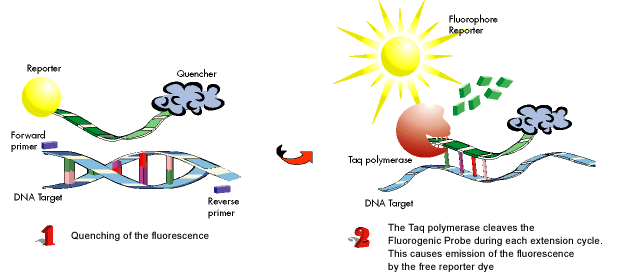 Reporter
Quencher
Forward
primer
DNA Target
Reverse
primer
1 Quenching of the fluorescence
Fluorophore
Reporter
Taq polymerase
DNA Target
2 The Taq polymerase cleaves the
Fluorogenic Probe during each extension cycle.
This causes emission of the fluorescence
by the free reporter dye